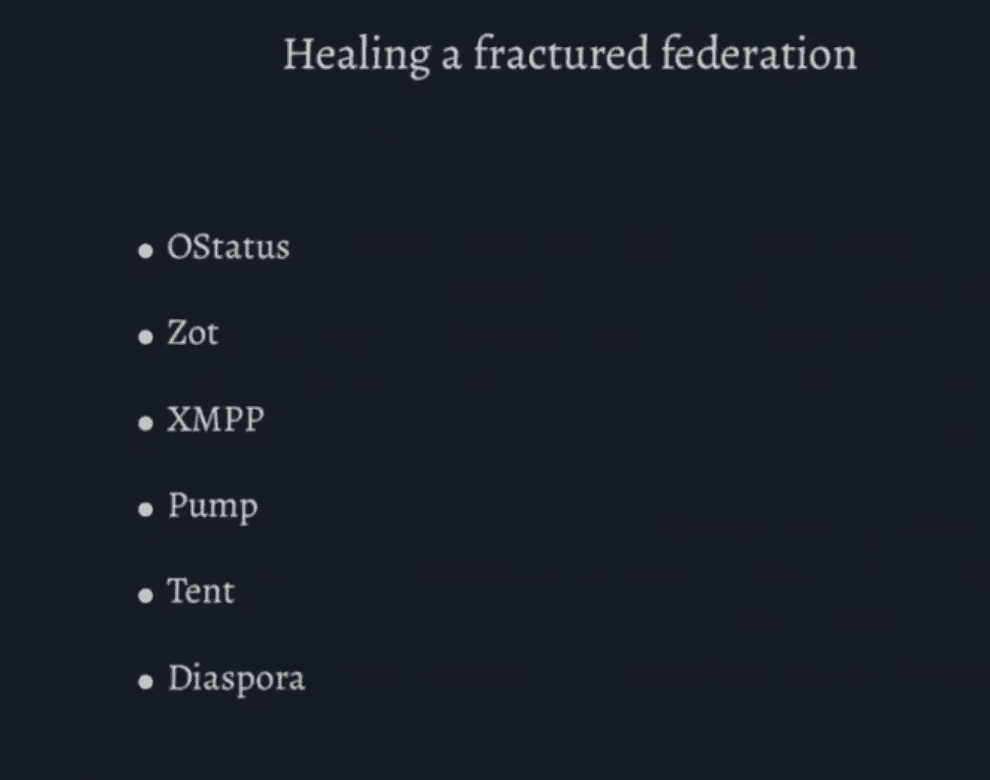 Healing a fractured federation
• OStatus
• Zot
• XMPP
• Pump
• Tent
• Diaspora